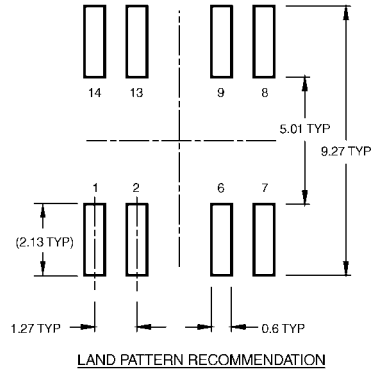 14 13 9 8
5.01 TYP
9.27 TYP
1 2 6 7
(2.13 TYP)
1.27 TYP 0.6 TYP
LAND PATTERN RECOMMENDATION